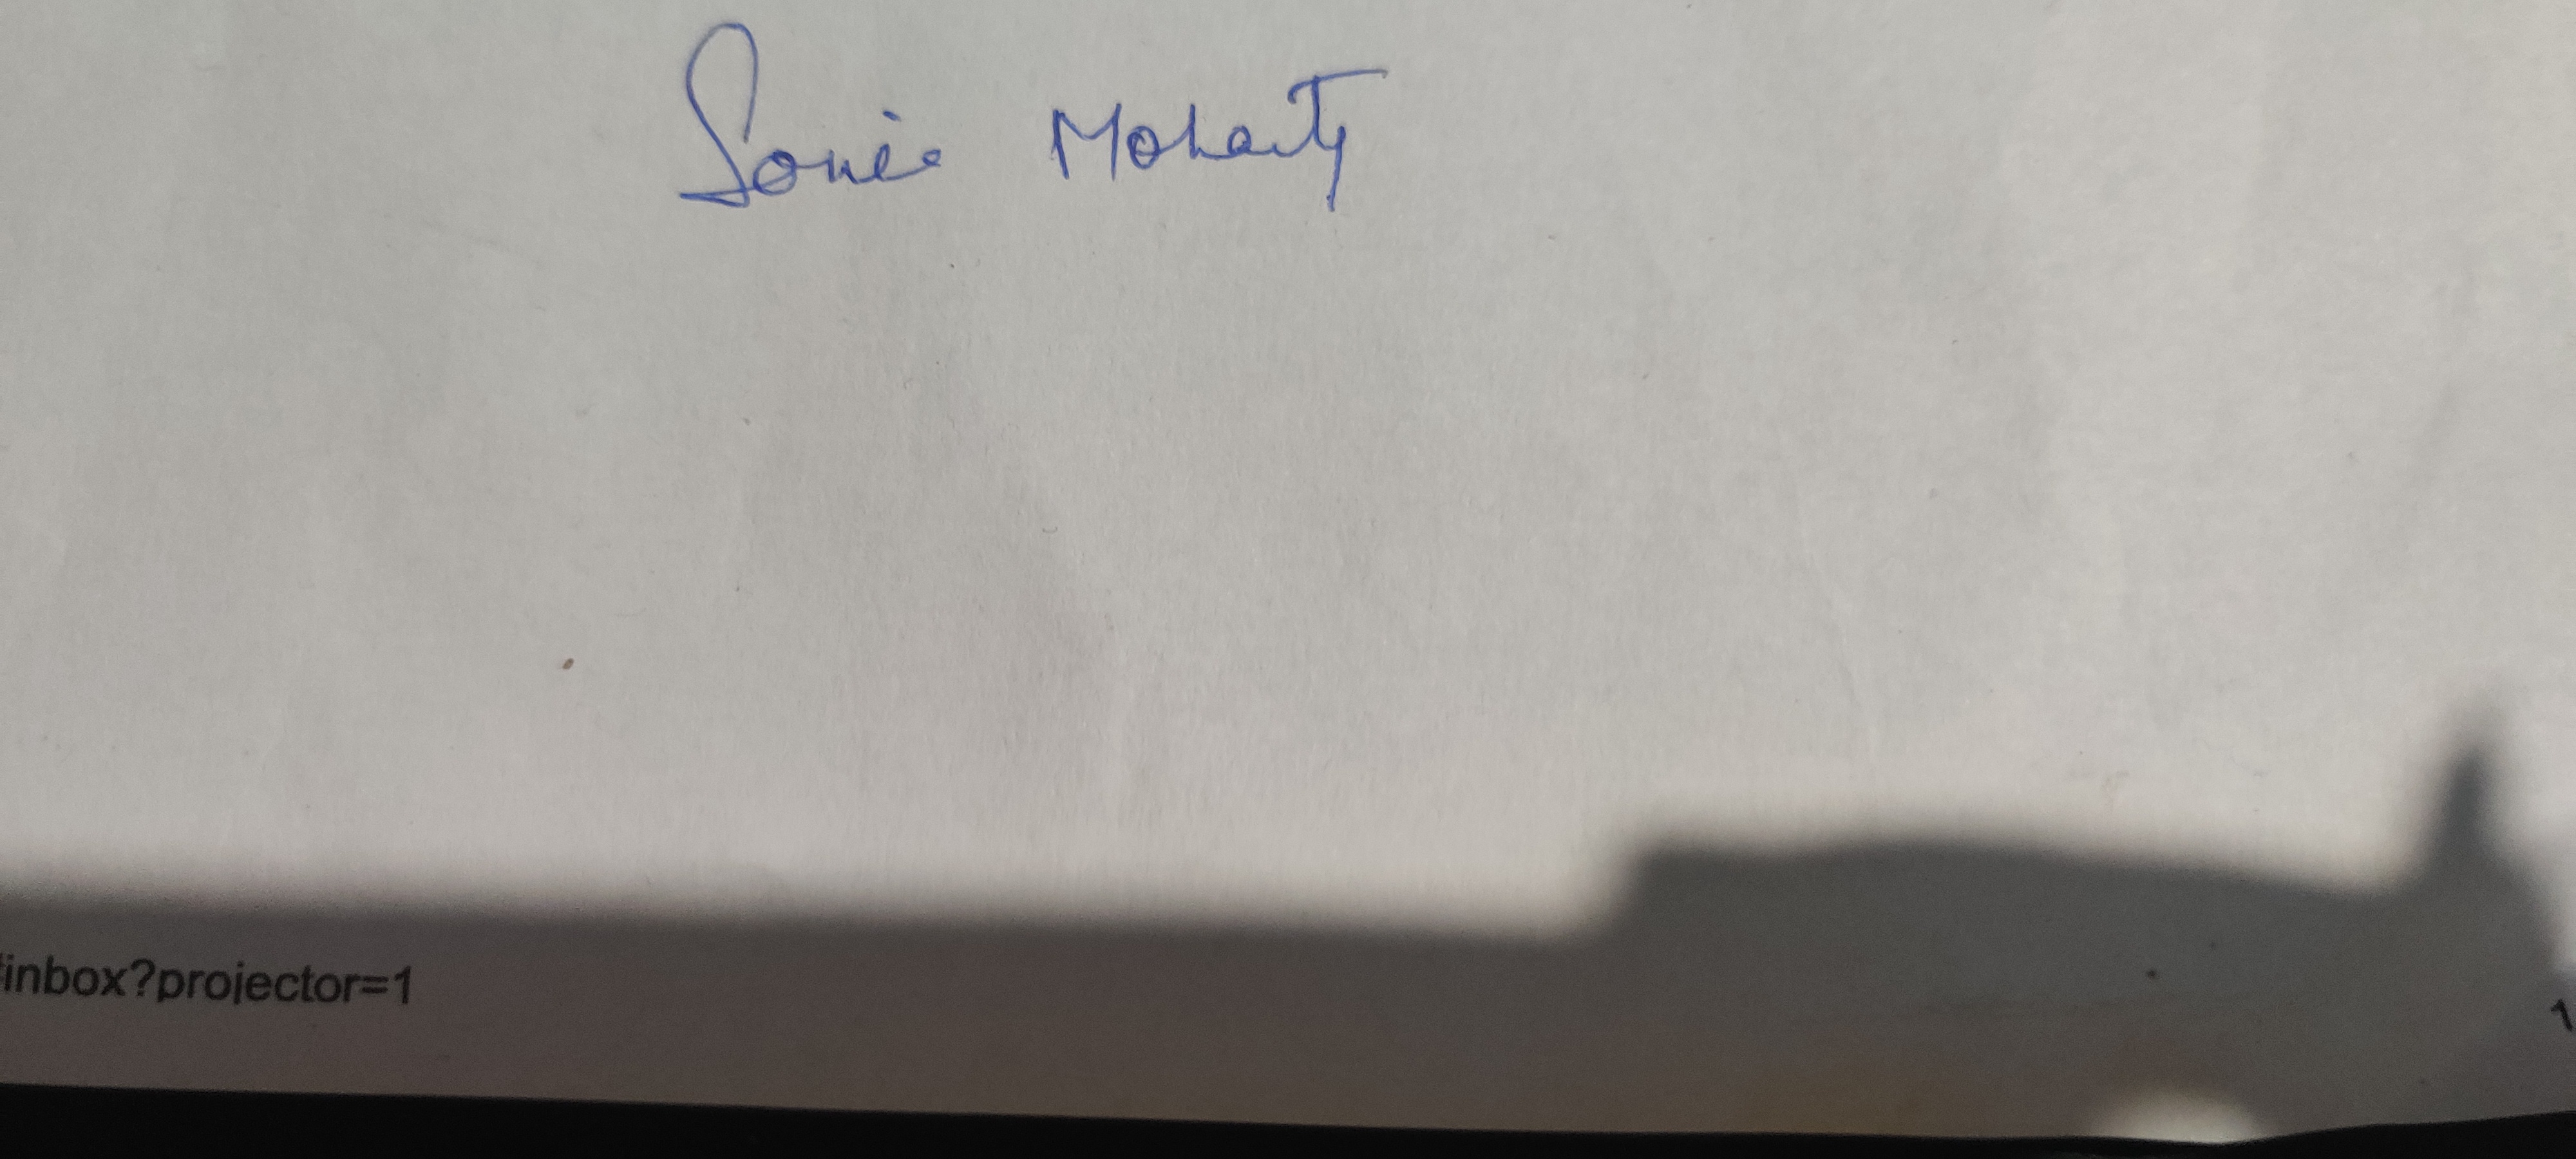 Sonia Mohanty
inbox?projector=1